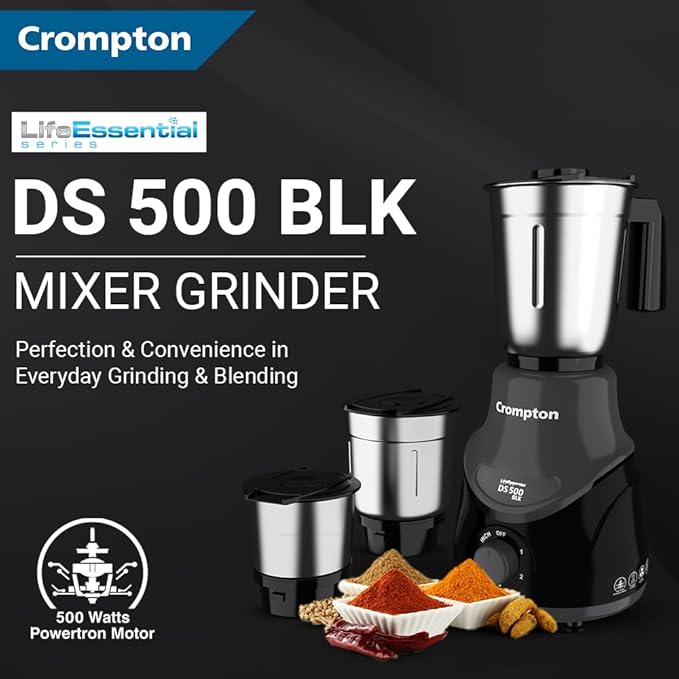 Crompton
LifeEssential
series
DS 500 BLK
MIXER GRINDER
Perfection & Convenience in
Everyday Grinding & Blending
Crompton
LifeEssential
DS 500
BLK
INCH OFF
1
2
500 Watts
Powertron Motor